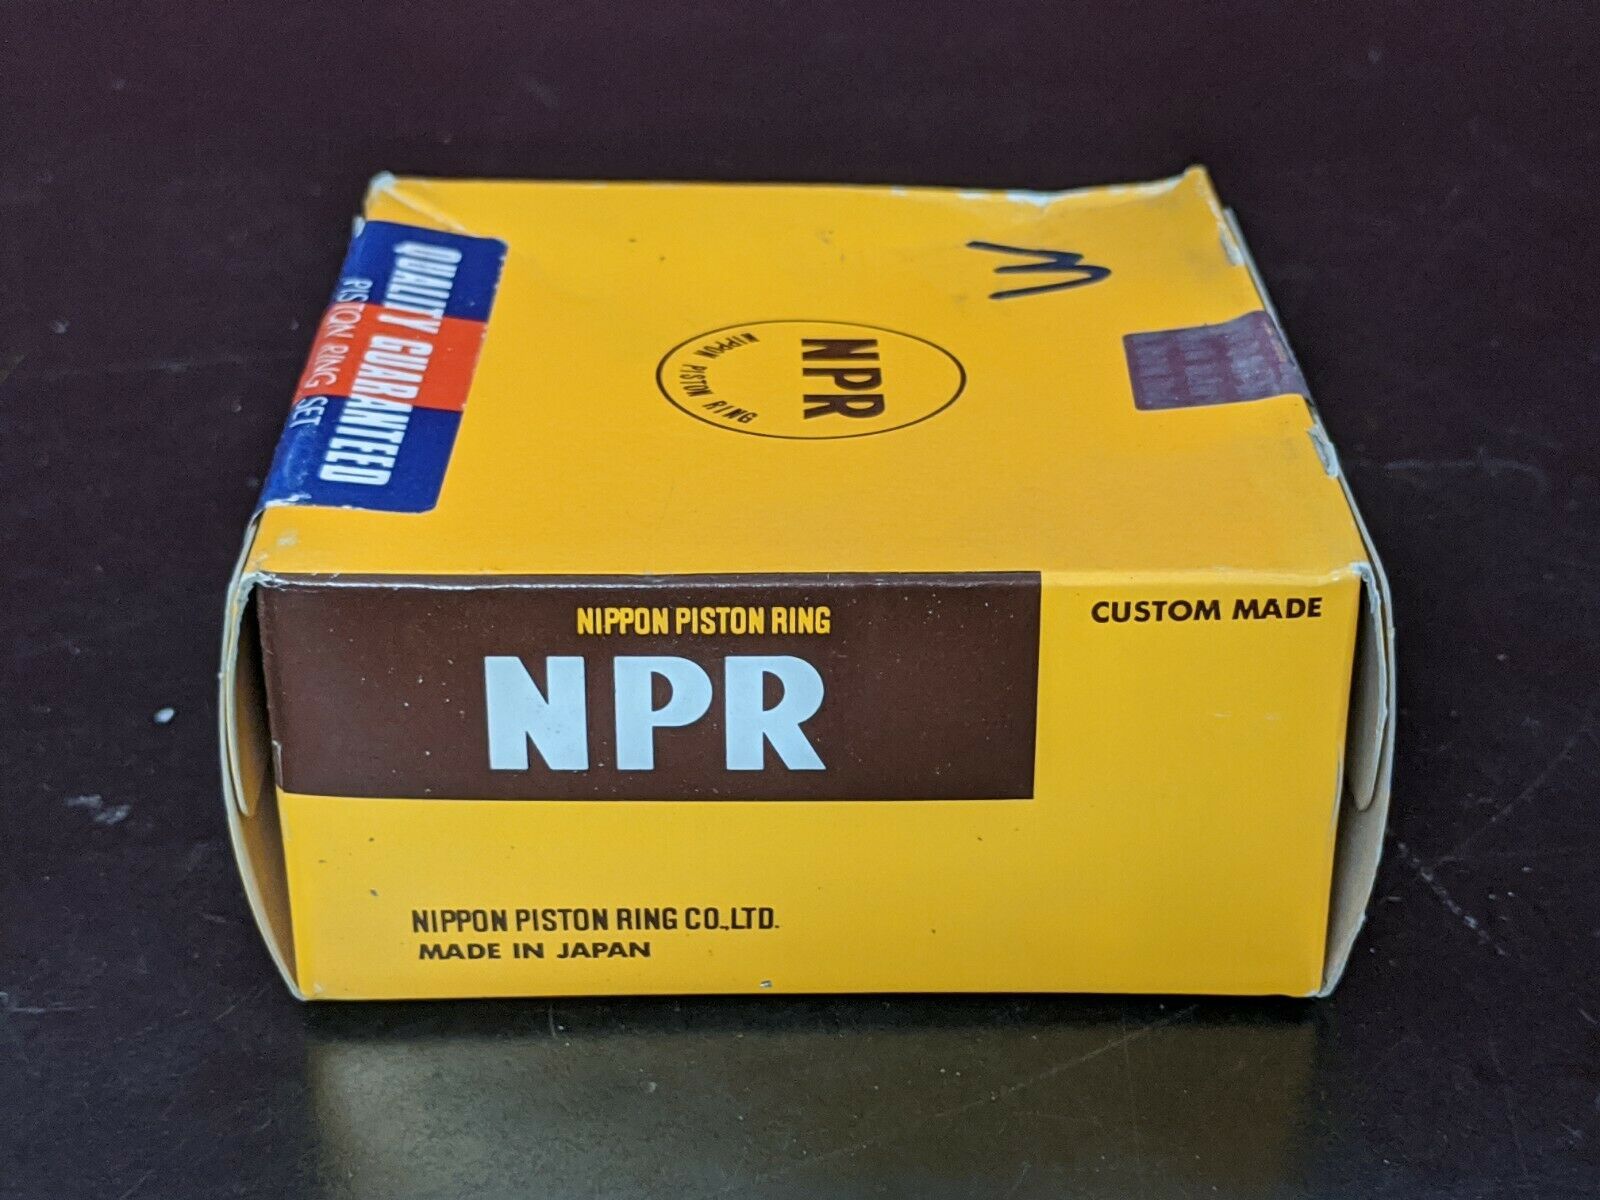 QUALITY GUARANTEED
PISTON RING SET
NPR
NIPPON PISTON RING
NIPPON PISTON RING
NPR
CUSTOM MADE
NIPPON PISTON RING CO.,LTD.
MADE IN JAPAN